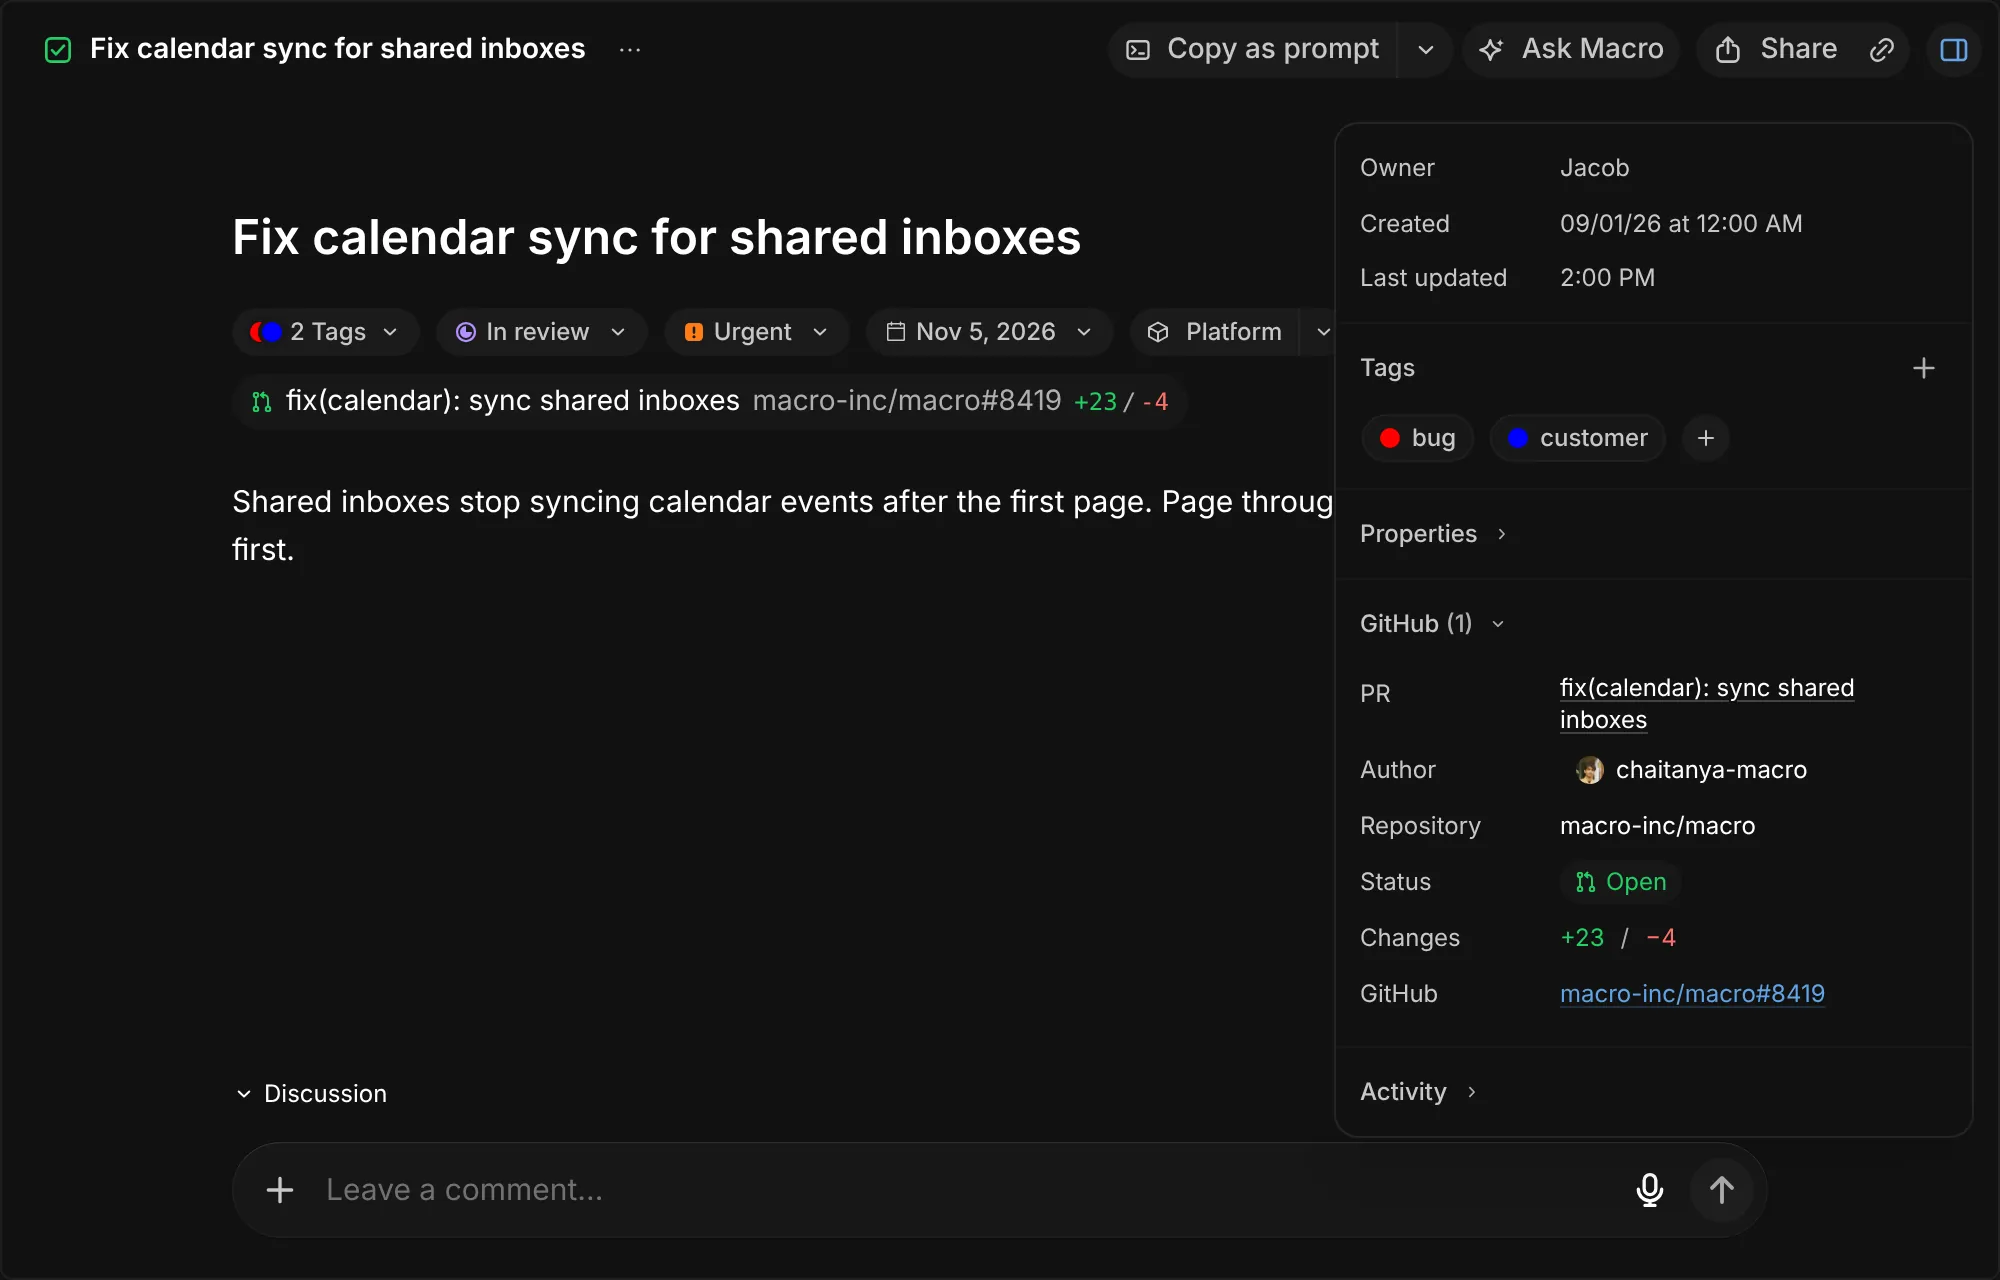 Fix calendar sync for shared inboxes ...
Copy as prompt
Ask Macro
Share
Fix calendar sync for shared inboxes
2 Tags
In review
Urgent
Nov 5, 2026
Platform
fix(calendar): sync shared inboxes macro-inc/macro#8419 +23 / -4
Shared inboxes stop syncing calendar events after the first page. Page throug
first.
Discussion
Leave a comment...
Owner Jacob
Created 09/01/26 at 12:00 AM
Last updated 2:00 PM
Tags
bug
customer
Properties
GitHub (1)
PR fix(calendar): sync shared
inboxes
Author chaitanya-macro
Repository macro-inc/macro
Status Open
Changes +23 / −4
GitHub macro-inc/macro#8419
Activity